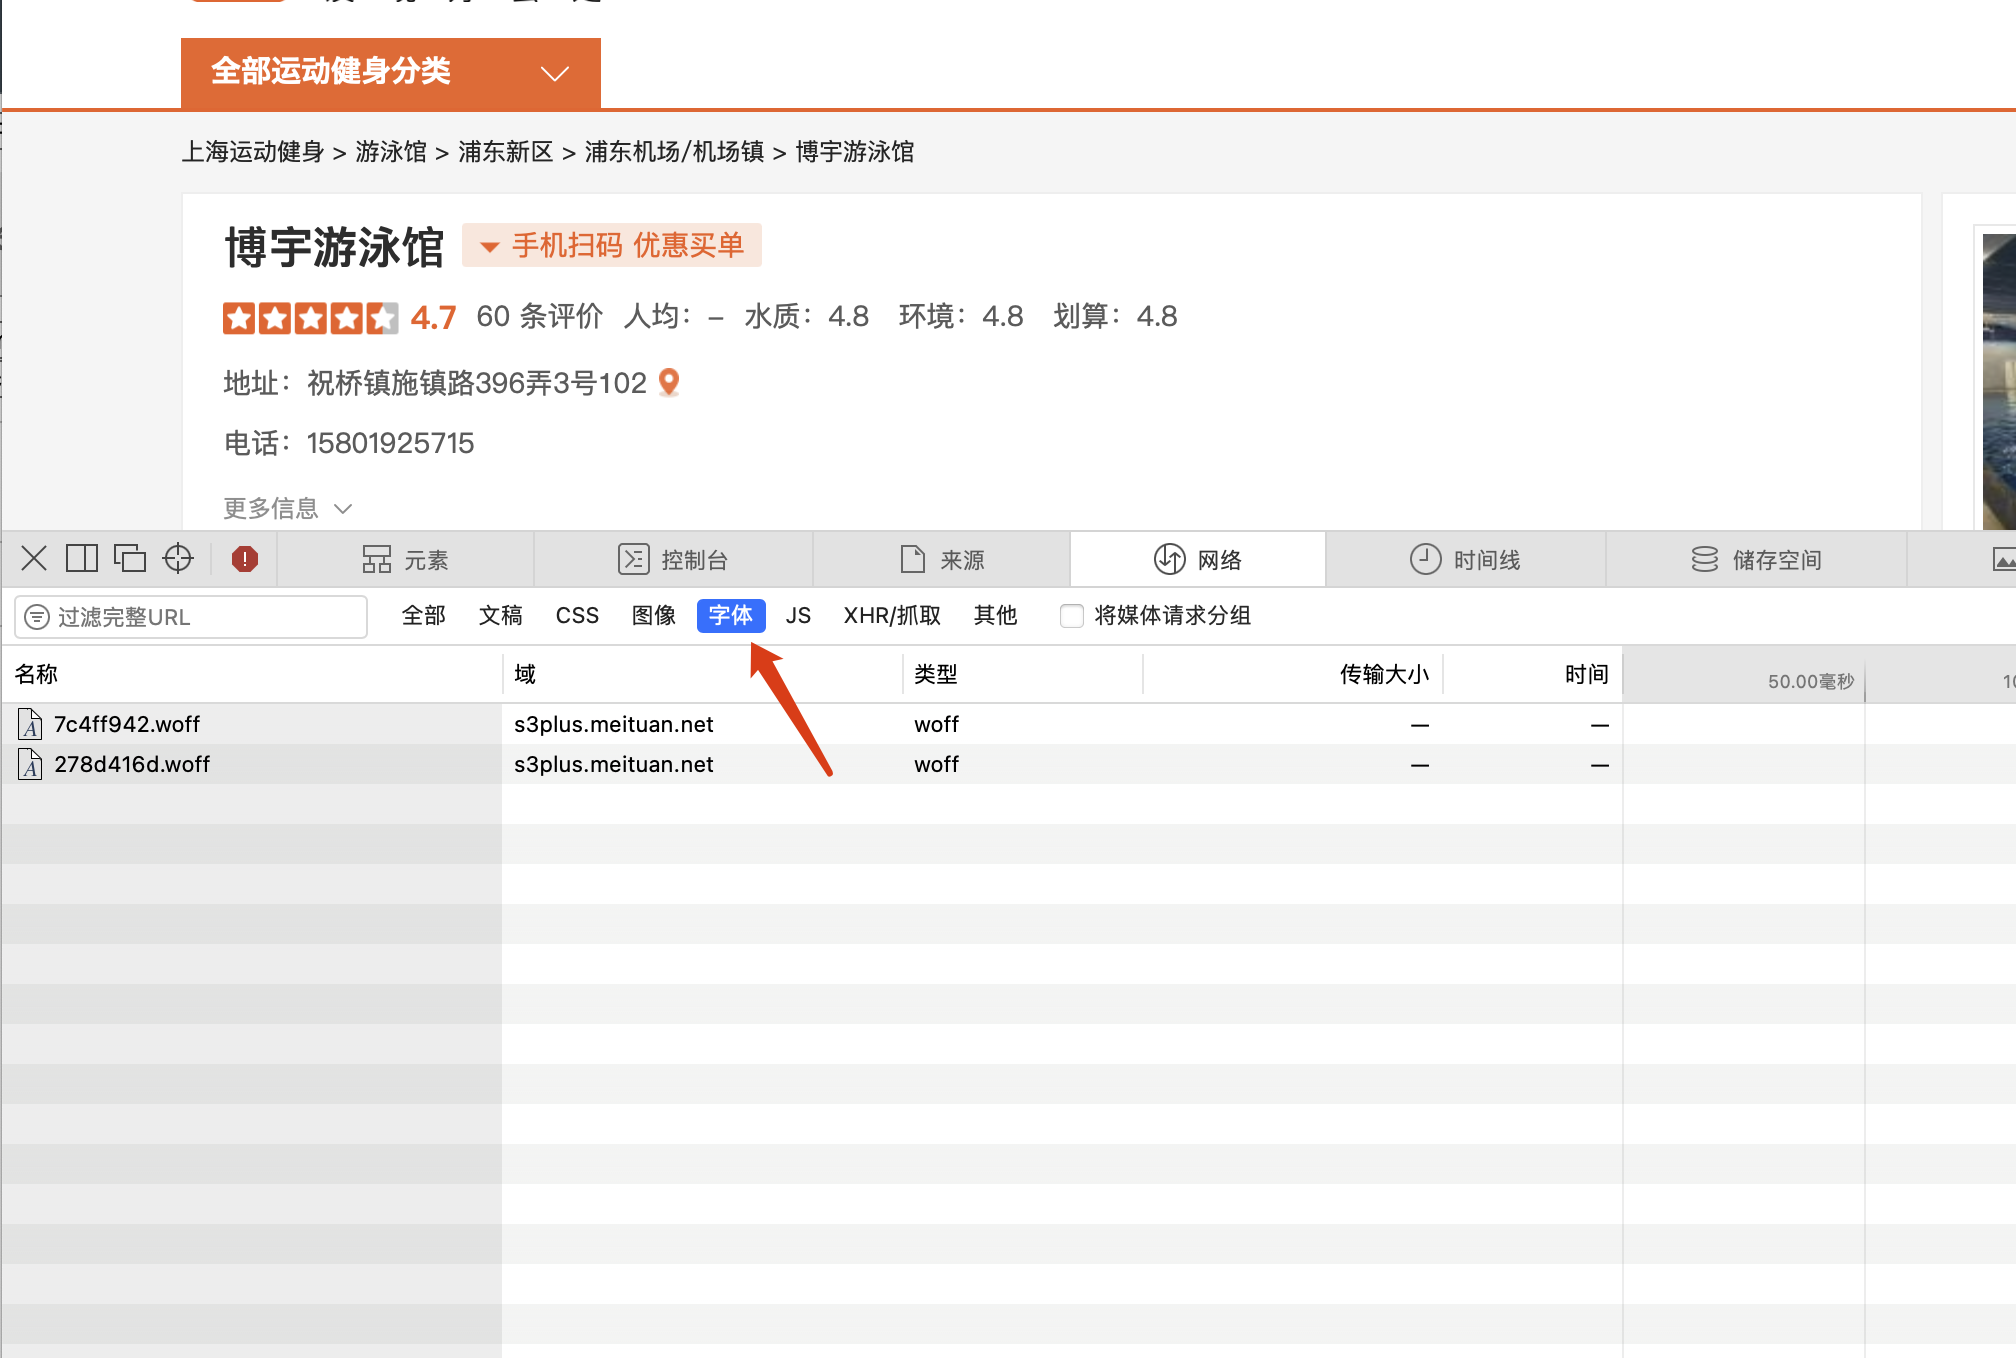 全部运动健身分类
上海运动健身 > 游泳馆 > 浦东新区 > 浦东机场/机场镇 > 博宇游泳馆
博宇游泳馆 手机扫码 优惠买单
4.7 60 条评价 人均：– 水质：4.8 环境：4.8 划算：4.8
地址：祝桥镇施镇路396弄3号102
电话：15801925715
更多信息
元素 控制台 来源 网络 时间线 储存空间
过滤完整URL 全部 文稿 CSS 图像 字体 JS XHR/抓取 其他 将媒体请求分组
名称 域 类型 传输大小 时间 50.00毫秒
7c4ff942.woff s3plus.meituan.net woff — —
278d416d.woff s3plus.meituan.net woff — —